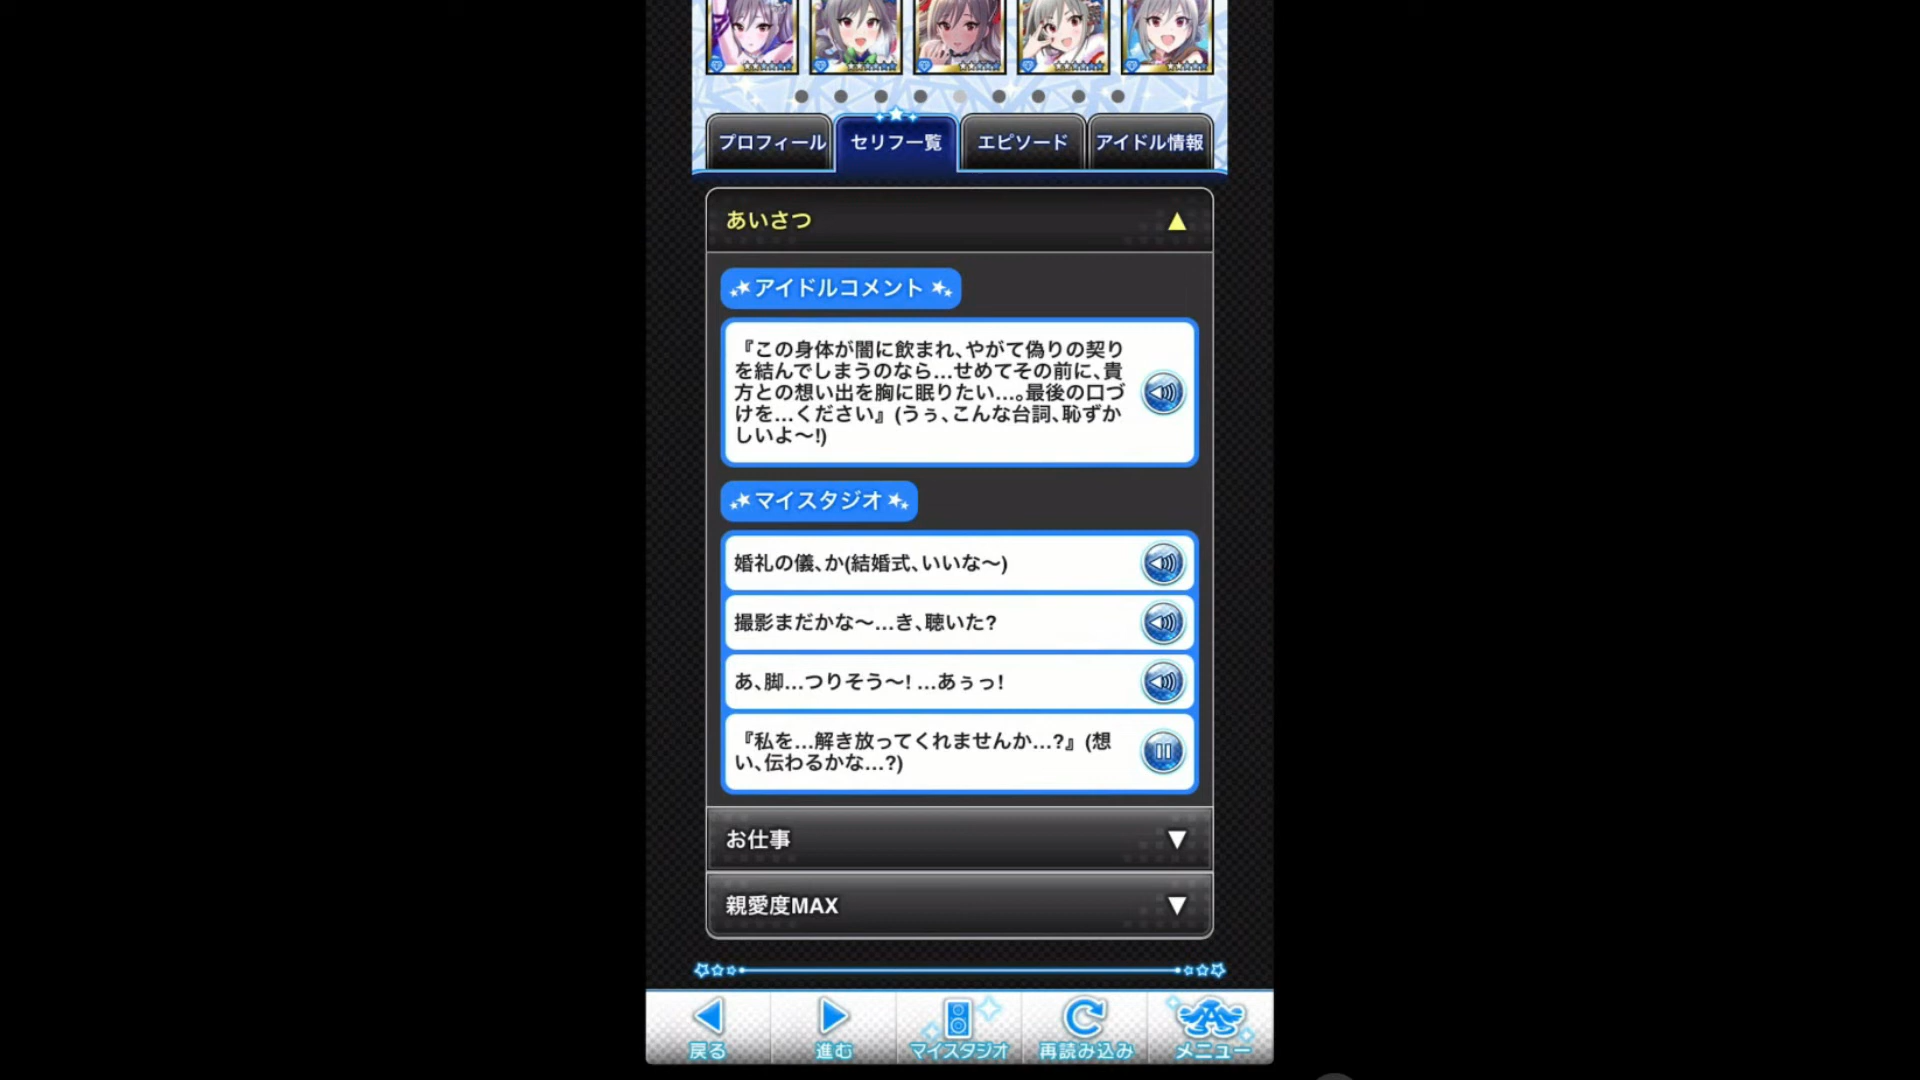 プロフィール セリフ一覧 エピソード アイドル情報
あいさつ ▲
アイドルコメント
『この身体が闇に飲まれ、やがて偽りの契り
を結んでしまうのなら…せめてその前に、貴
方との想い出を胸に眠りたい…。最後の口づ
けを…ください』(うぅ、こんな台詞、恥ずか
しいよ〜!)
マイスタジオ
婚礼の儀、か(結婚式、いいな〜)
撮影まだかな〜…き、聴いた?
あ、脚…つりそう〜! …あぅっ!
『私を…解き放ってくれませんか…?』(想
い、伝わるかな…?)
お仕事 ▼
親愛度MAX ▼
戻る 進む マイスタジオ 再読み込み メニュー